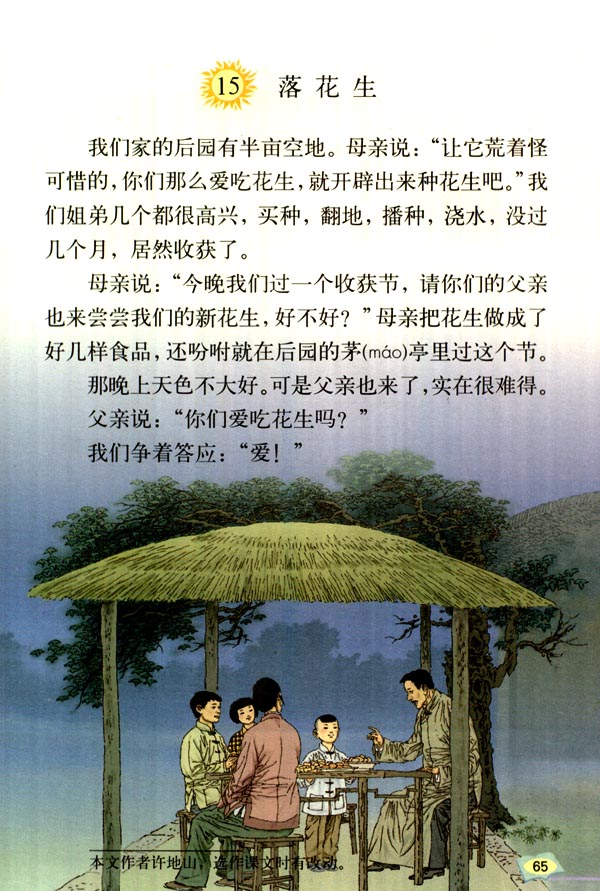 15 落花生
我们家的后园有半亩空地。母亲说：“让它荒着怪
可惜的，你们那么爱吃花生，就开辟出来种花生吧。”我
们姐弟几个都很高兴，买种，翻地，播种，浇水，没过
几个月，居然收获了。
母亲说：“今晚我们过一个收获节，请你们的父亲
也来尝尝我们的新花生，好不好？”母亲把花生做成了
好几样食品，还吩咐就在后园的茅(máo)亭里过这个节。
那晚上天色不大好。可是父亲也来了，实在很难得。
父亲说：“你们爱吃花生吗？”
我们争着答应：“爱！”
本文作者许地山，选作课文时有改动。
65